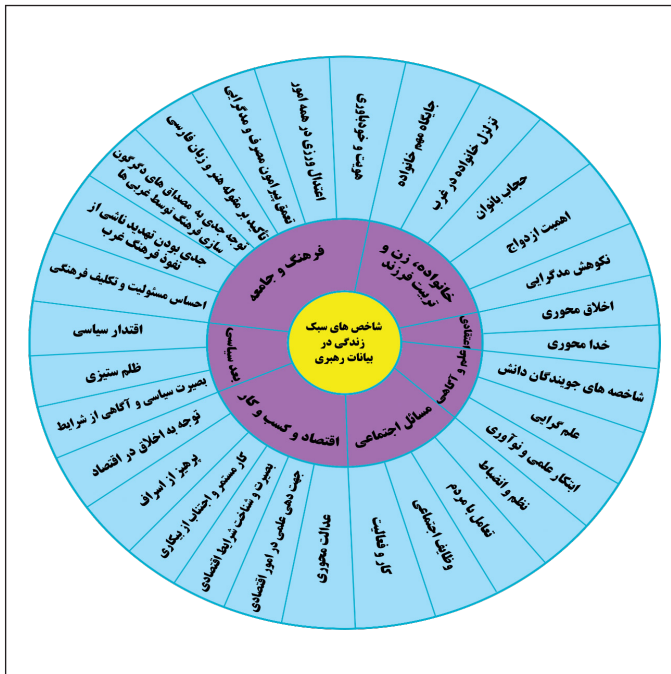 شاخص های سبک
زندگی در
بیانات رهبری
خانواده، زن و
تربیت فرزند
اعتقادی
علم و آگاهی
مسائل اجتماعی
اقتصاد و کسب و کار
بعد سیاسی
فرهنگ و جامعه
جایگاه مهم خانواده
تزلزل خانواده در غرب
حجاب بانوان
اهمیت ازدواج
نکوهش مدگرایی
اخلاق محوری
خدا محوری
شاخصه های جویندگان دانش
علم گرایی
ابتکار علمی و نوآوری
نظم و انضباط
تعامل با مردم
وظایف اجتماعی
کار و فعالیت
عدالت محوری
جهت دهی علمی در امور اقتصادی
بصیرت و شناخت شرایط اقتصادی
کار مستمر و اجتناب از بیکاری
پرهیز از اسراف
توجه به اخلاق در اقتصاد
بصیرت سیاسی و آگاهی از شرایط
ظلم ستیزی
اقتدار سیاسی
احساس مسئولیت و تکلیف فرهنگی
جدی بودن تهدید ناشی از
نفوذ فرهنگ غرب
توجه جدی به مصداق های دگرگون
سازی فرهنگ توسط غربی ها
تأکید بر مقوله هنر و زبان فارسی
تعمق پیرامون مصرف و مدگرایی
اعتدال ورزی در همه امور
هویت و خودباوری